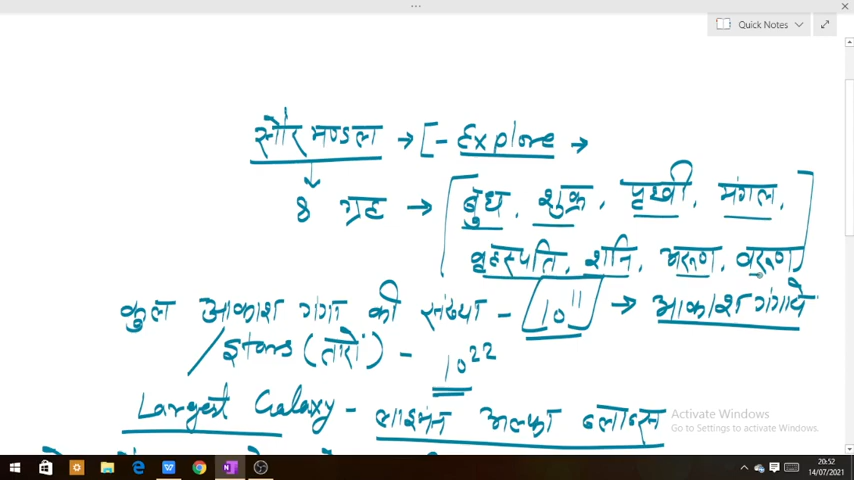 Quick Notes
सौर मण्डल → [- Explore →
8 ग्रह → [बुध, शुक्र, पृथ्वी, मंगल,
वृहस्पति, शनि, अरूण, वरूण]
कुल आकाश गंगा की संख्या - [10¹¹] → आकाश गंगायें
/Stars (तारों) - 10²²
Largest Galaxy - लाइमन अल्फा ब्लोब्स
Activate Windows
Go to Settings to activate Windows.
20:52
14/07/2021